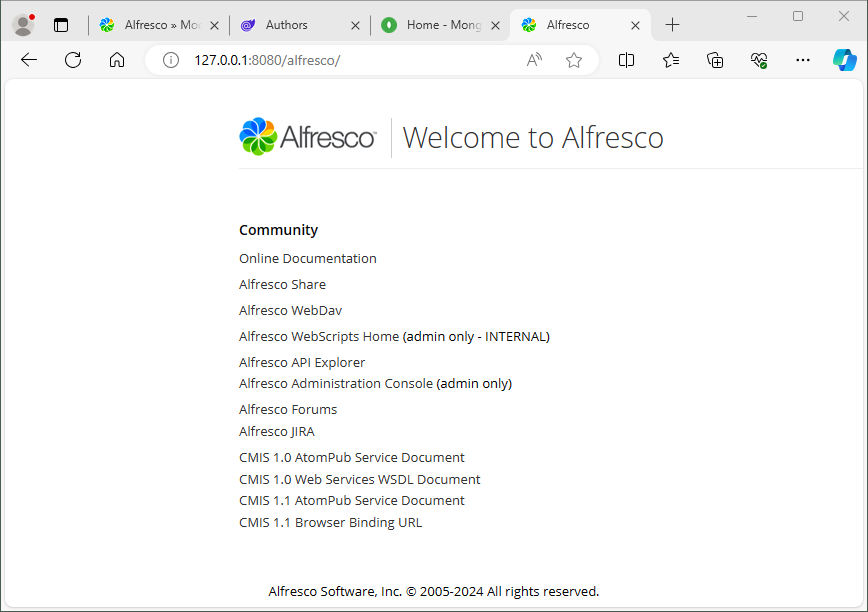 Alfresco » Mo
Authors
Home - Mong
Alfresco
127.0.0.1:8080/alfresco/
Alfresco™ Welcome to Alfresco
Community
Online Documentation
Alfresco Share
Alfresco WebDav
Alfresco WebScripts Home (admin only - INTERNAL)
Alfresco API Explorer
Alfresco Administration Console (admin only)
Alfresco Forums
Alfresco JIRA
CMIS 1.0 AtomPub Service Document
CMIS 1.0 Web Services WSDL Document
CMIS 1.1 AtomPub Service Document
CMIS 1.1 Browser Binding URL
Alfresco Software, Inc. © 2005-2024 All rights reserved.